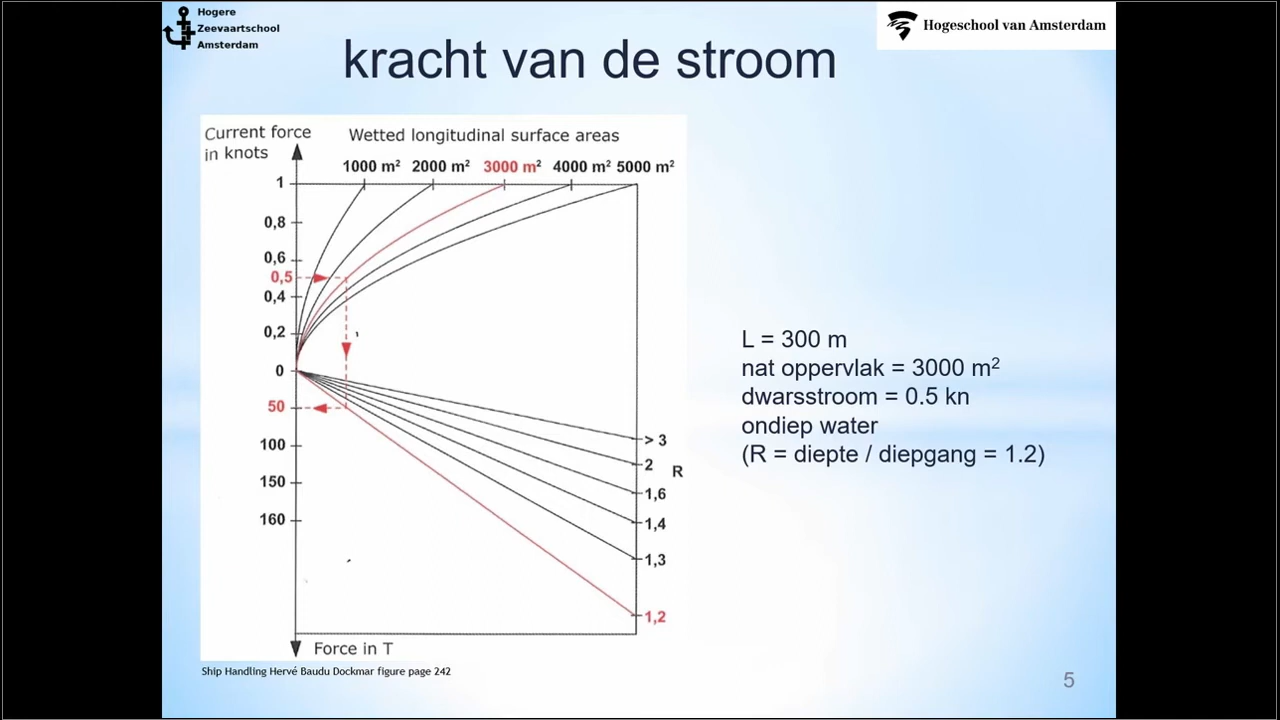 Hogere
Zeevaartschool
Amsterdam
Hogeschool van Amsterdam
kracht van de stroom
Current force
in knots
Wetted longitudinal surface areas
1000 m² 2000 m² 3000 m² 4000 m² 5000 m²
1
0,8
0,6
0,5
0,4
0,2
0
50
100
150
160
> 3
2
R
1,6
1,4
1,3
1,2
Force in T
L = 300 m
nat oppervlak = 3000 m²
dwarsstroom = 0.5 kn
ondiep water
(R = diepte / diepgang = 1.2)
Ship Handling Hervé Baudu Dockmar figure page 242
5